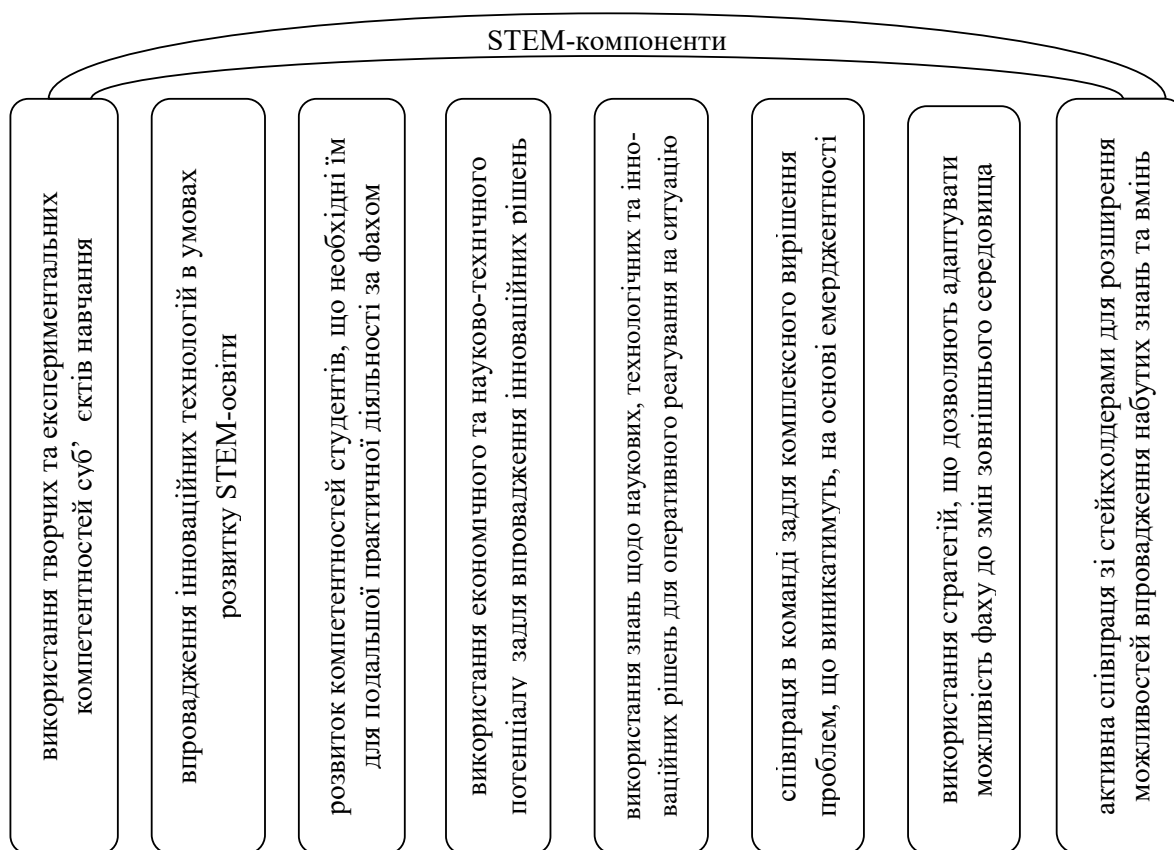 STEM-компоненти
використання творчих та експериментальних
компетентностей суб’ єктів навчання
впровадження інноваційних технологій в умовах
розвитку STEM-освіти
розвиток компетентностей студентів, що необхідні їм
для подальшої практичної діяльності за фахом
використання економічного та науково-технічного
потенціалу задля впровадження інноваційних рішень
використання знань щодо наукових, технологічних та інно-
ваційних рішень для оперативного реагування на ситуацію
співпраця в команді задля комплексного вирішення
проблем, що виникатимуть, на основі емерджентності
використання стратегій, що дозволяють адаптувати
можливість фаху до змін зовнішнього середовища
активна співпраця зі стейкхолдерами для розширення
можливостей впровадження набутих знань та вмінь